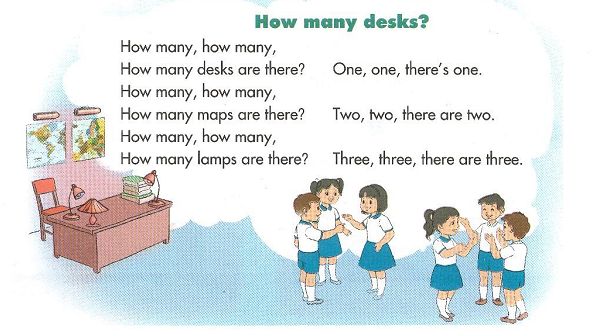 How many desks?
How many, how many,
How many desks are there? One, one, there's one.
How many, how many,
How many maps are there? Two, two, there are two.
How many, how many,
How many lamps are there? Three, three, there are three.